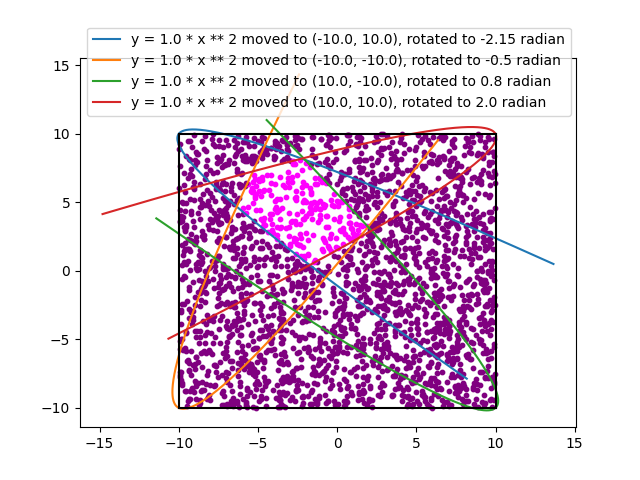 y = 1.0 * x ** 2 moved to (-10.0, 10.0), rotated to -2.15 radian
y = 1.0 * x ** 2 moved to (-10.0, -10.0), rotated to -0.5 radian
y = 1.0 * x ** 2 moved to (10.0, -10.0), rotated to 0.8 radian
y = 1.0 * x ** 2 moved to (10.0, 10.0), rotated to 2.0 radian
15
10
5
0
−5
−10
−15 −10 −5 0 5 10 15